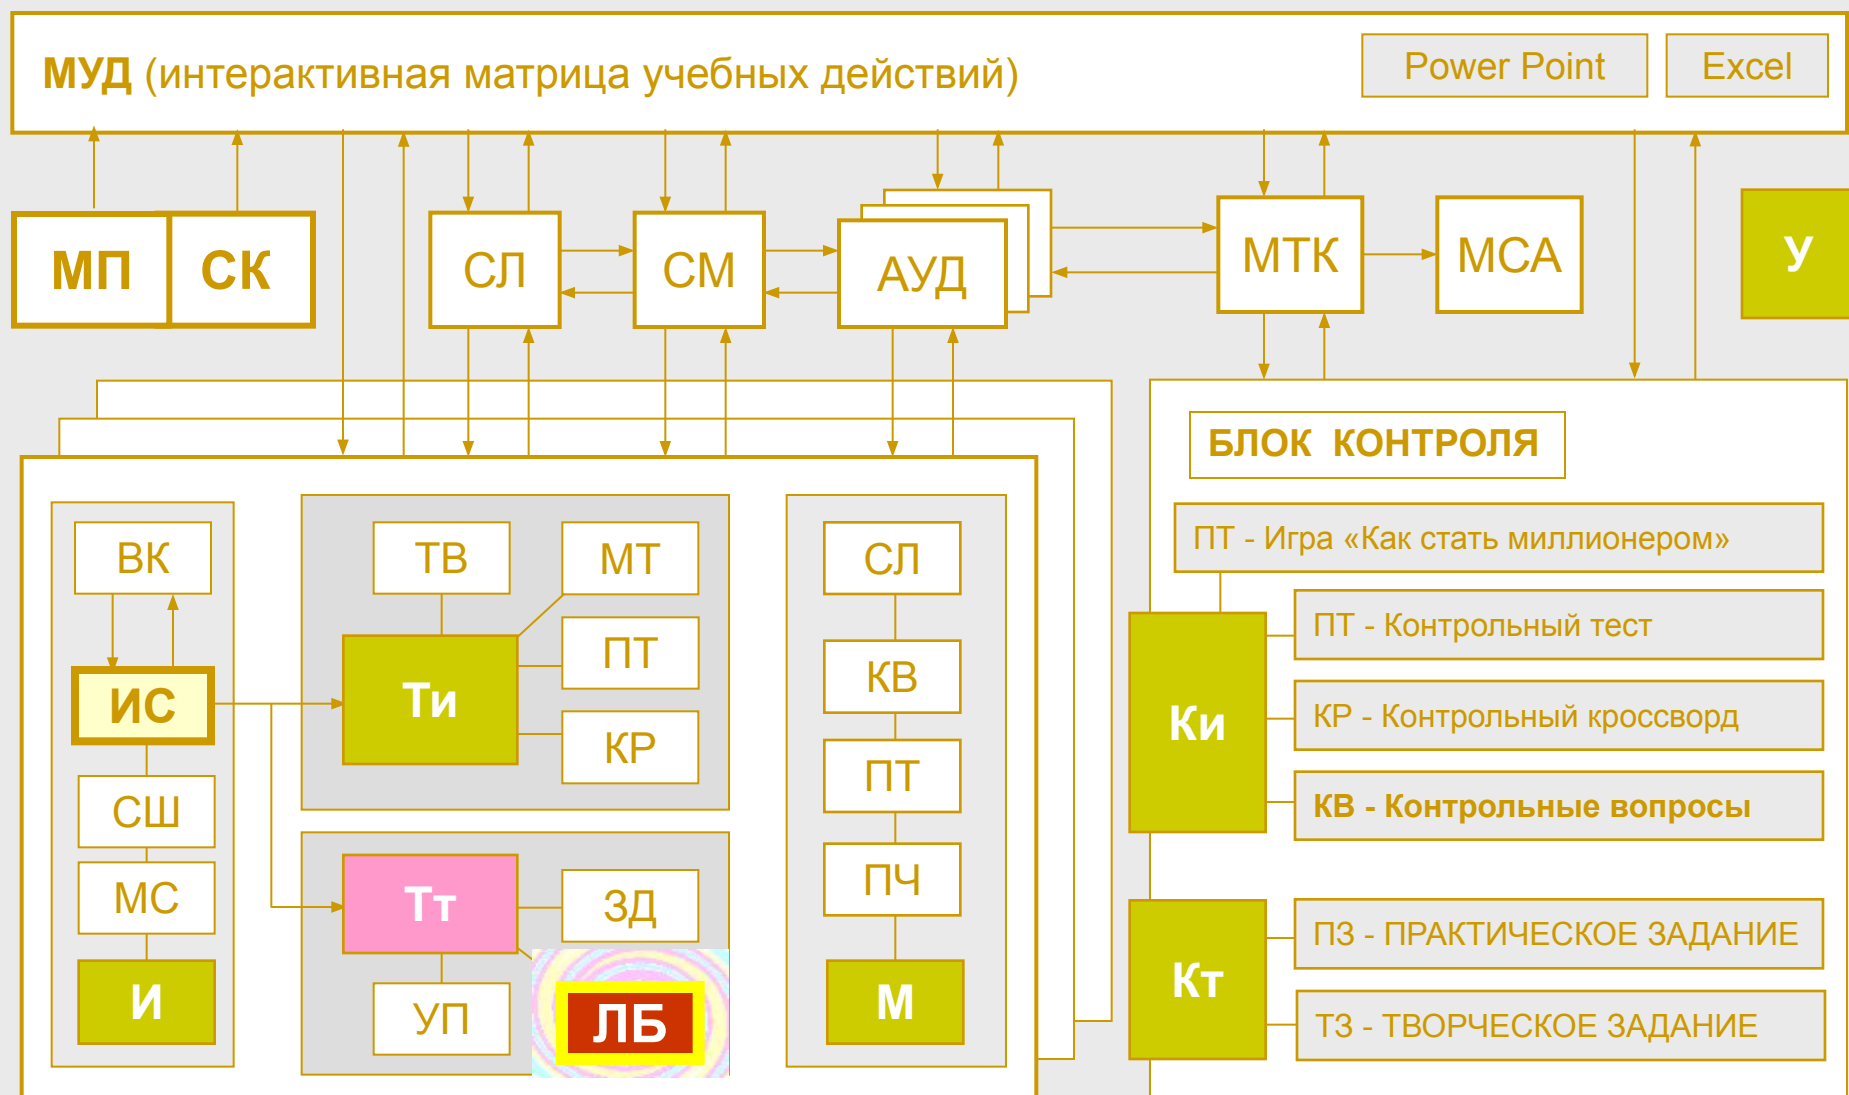 МУД (интерактивная матрица учебных действий)
Power Point
Excel
МП
СК
СЛ
СМ
АУД
МТК
МСА
У
БЛОК КОНТРОЛЯ
ВК
ИС
СШ
МС
И
ТВ
МТ
ПТ
КР
Ти
Тт
ЗД
УП
ЛБ
СЛ
КВ
ПТ
ПЧ
М
ПТ - Игра «Как стать миллионером»
Ки
ПТ - Контрольный тест
КР - Контрольный кроссворд
КВ - Контрольные вопросы
Кт
ПЗ - ПРАКТИЧЕСКОЕ ЗАДАНИЕ
ТЗ - ТВОРЧЕСКОЕ ЗАДАНИЕ